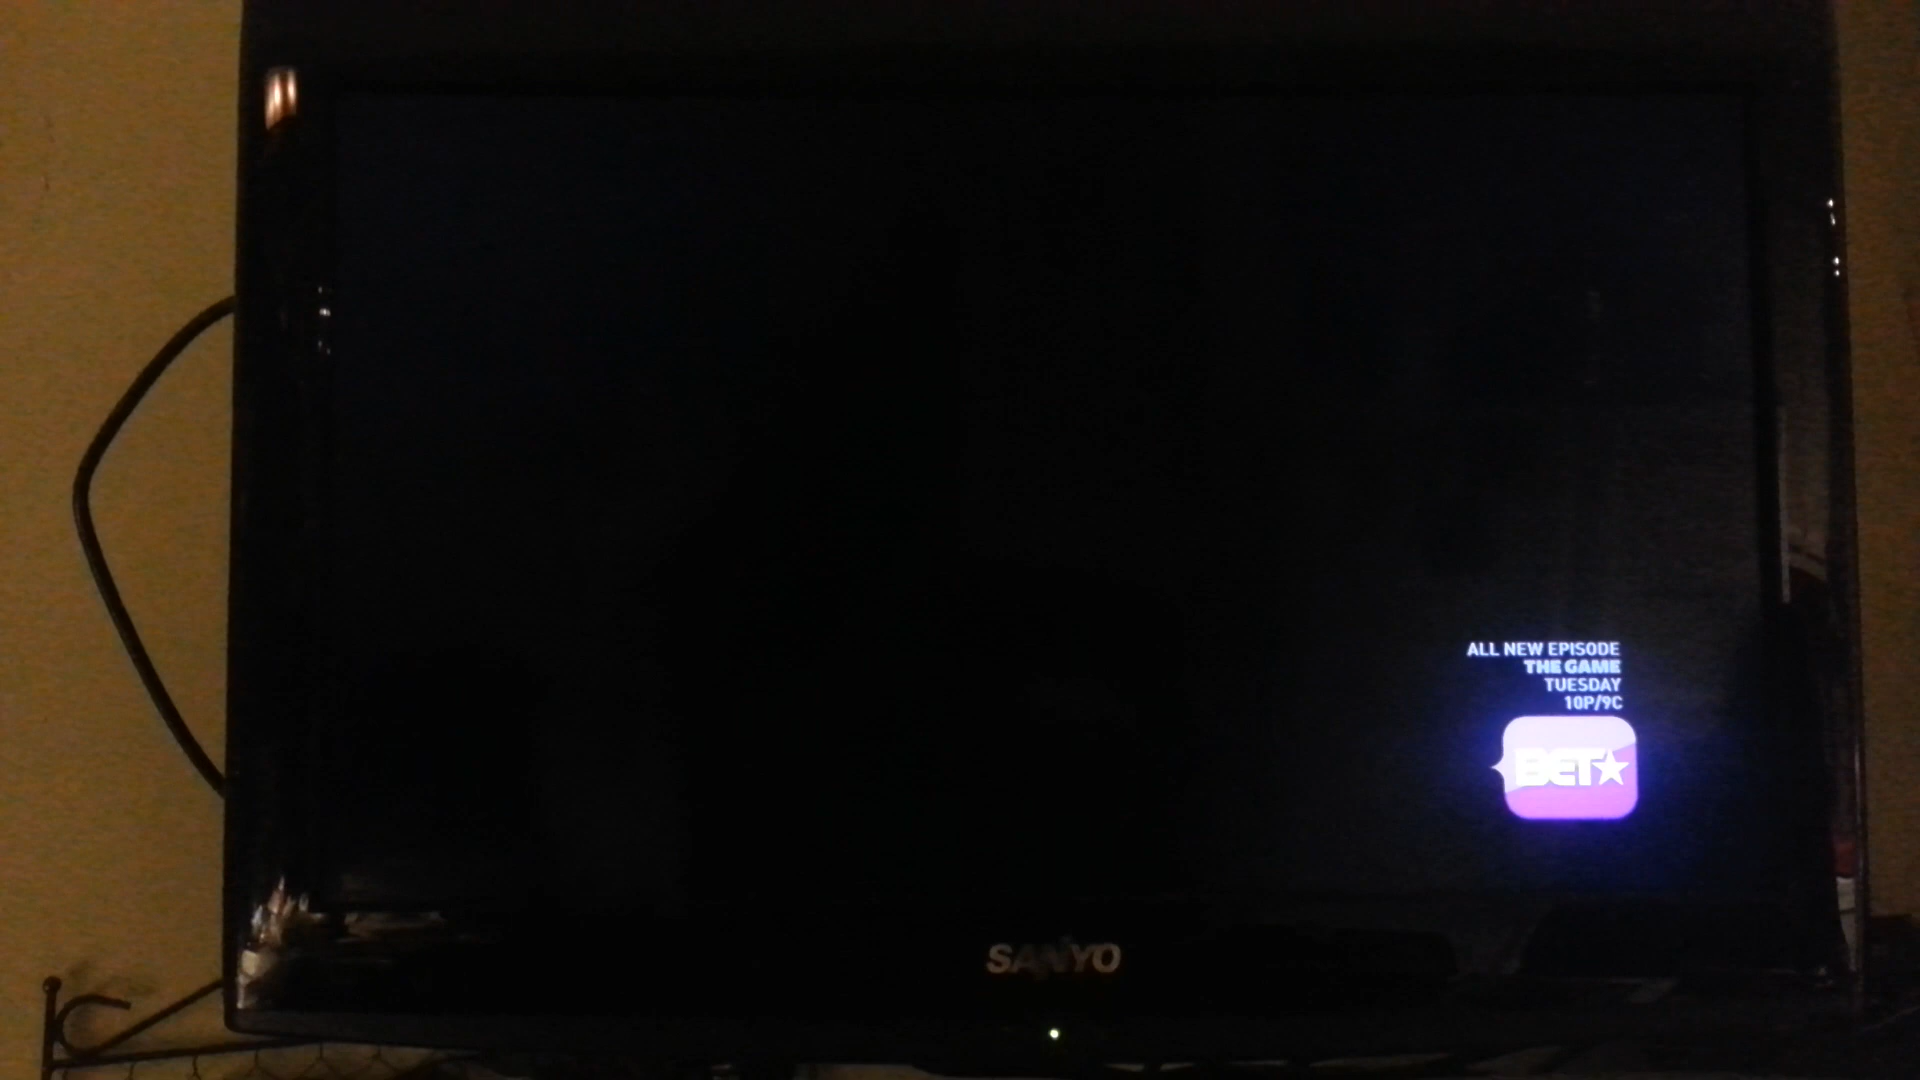 ALL NEW EPISODE
THE GAME
TUESDAY
10P/9C
BET
SANYO